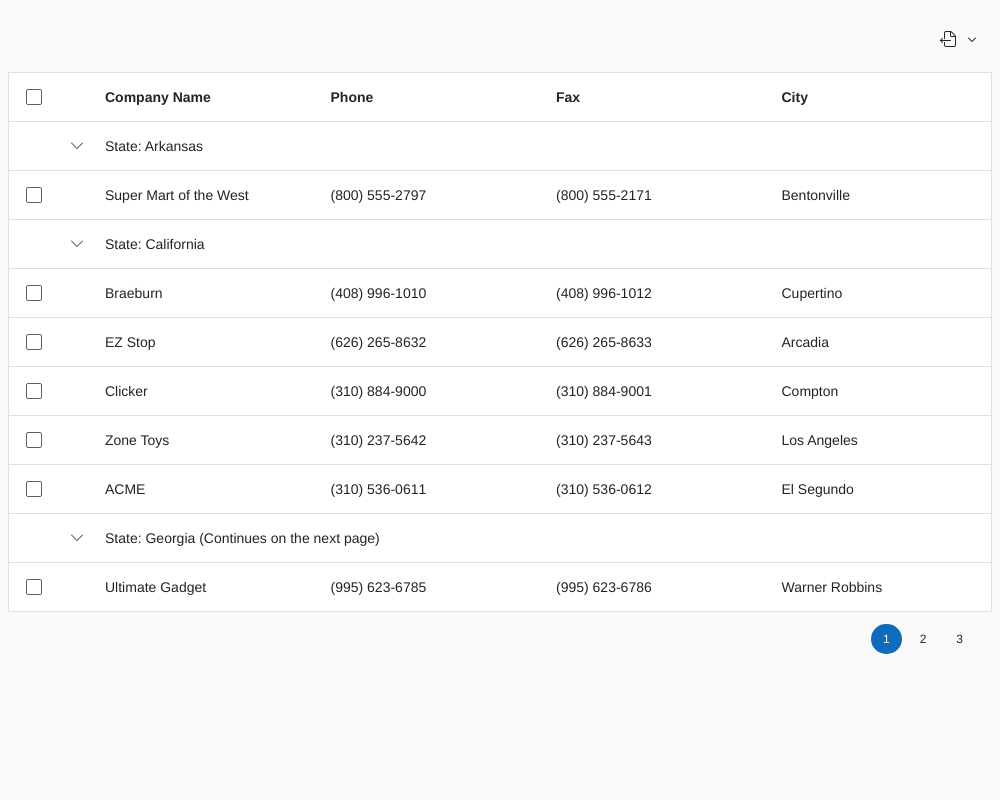 Company Name Phone Fax City
State: Arkansas
Super Mart of the West (800) 555-2797 (800) 555-2171 Bentonville
State: California
Braeburn (408) 996-1010 (408) 996-1012 Cupertino
EZ Stop (626) 265-8632 (626) 265-8633 Arcadia
Clicker (310) 884-9000 (310) 884-9001 Compton
Zone Toys (310) 237-5642 (310) 237-5643 Los Angeles
ACME (310) 536-0611 (310) 536-0612 El Segundo
State: Georgia (Continues on the next page)
Ultimate Gadget (995) 623-6785 (995) 623-6786 Warner Robbins
1 2 3